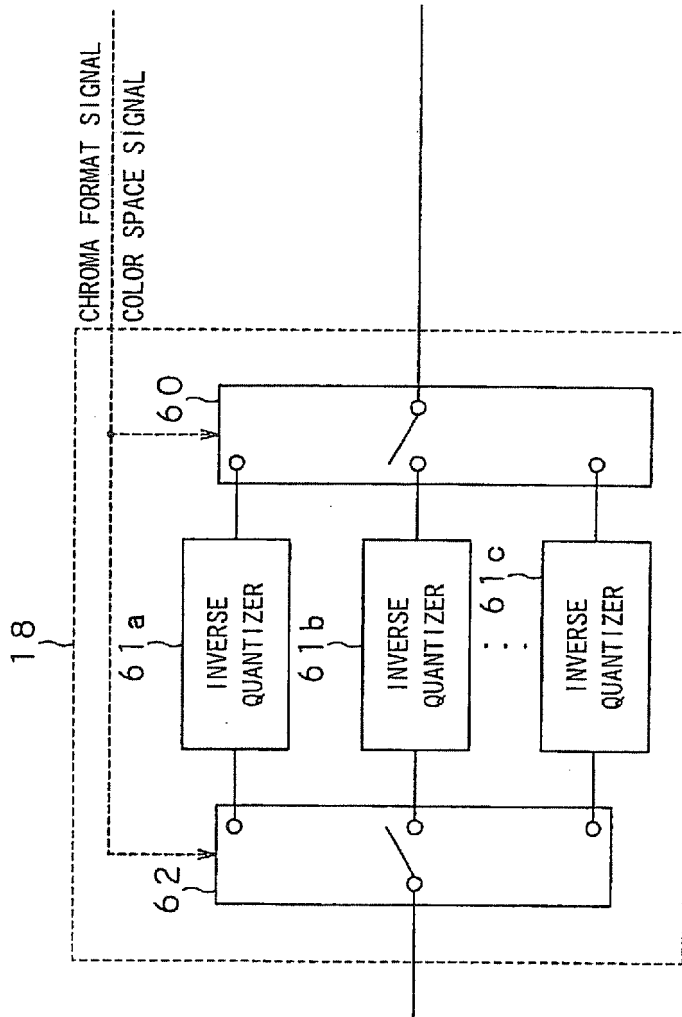 18
CHROMA FORMAT SIGNAL
COLOR SPACE SIGNAL
62
61a
INVERSE
QUANTIZER
60
61b
INVERSE
QUANTIZER
...
61c
INVERSE
QUANTIZER